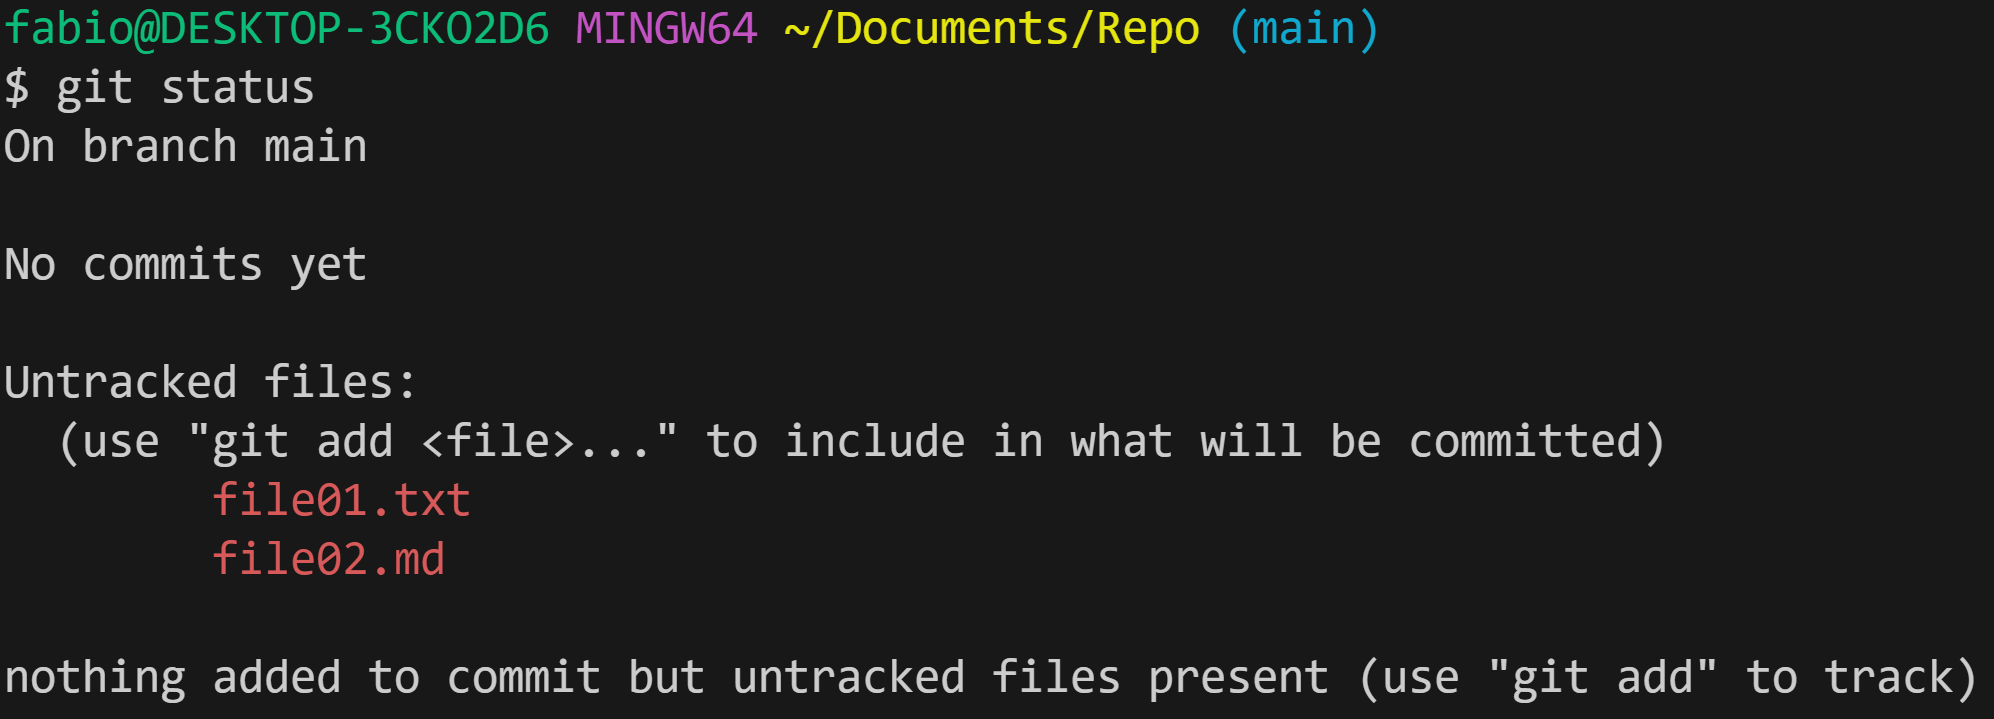 fabio@DESKTOP-3CKO2D6 MINGW64 ~/Documents/Repo (main)
$ git status
On branch main
No commits yet
Untracked files:
  (use "git add <file>..." to include in what will be committed)
        file01.txt
        file02.md
nothing added to commit but untracked files present (use "git add" to track)